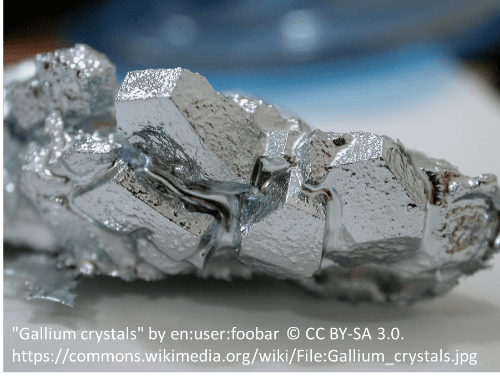 "Gallium crystals" by en:user:foobar © CC BY-SA 3.0.
https://commons.wikimedia.org/wiki/File:Gallium_crystals.jpg